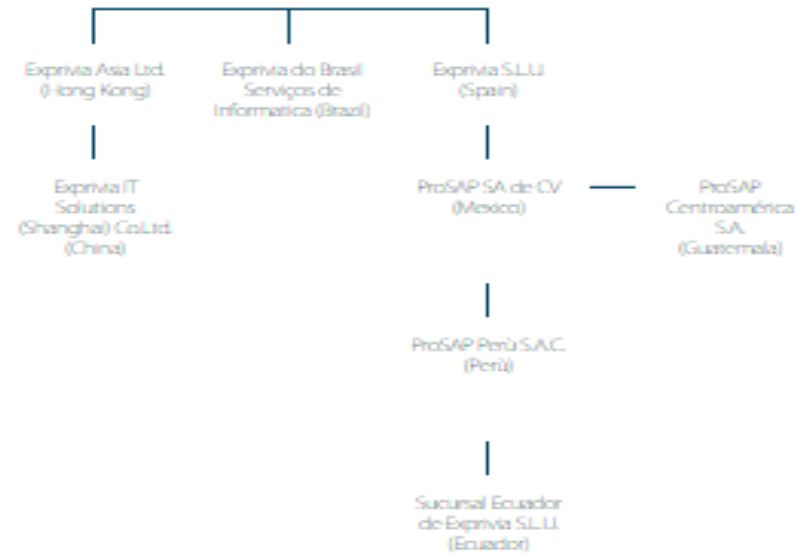 Exprivia Asia Ltd.
(Hong Kong)
Exprivia do Brasil
Serviços de
Informatica (Brazil)
Exprivia S.L.U.
(Spain)
Exprivia IT
Solutions
(Shanghai) Co.Ltd.
(China)
ProSAP SA de CV
(Mexico)
ProSAP
Centroamérica
S.A.
(Guatemala)
ProSAP Perù S.A.C.
(Perù)
Sucursal Ecuador
de Exprivia S.L.U.
(Ecuador)